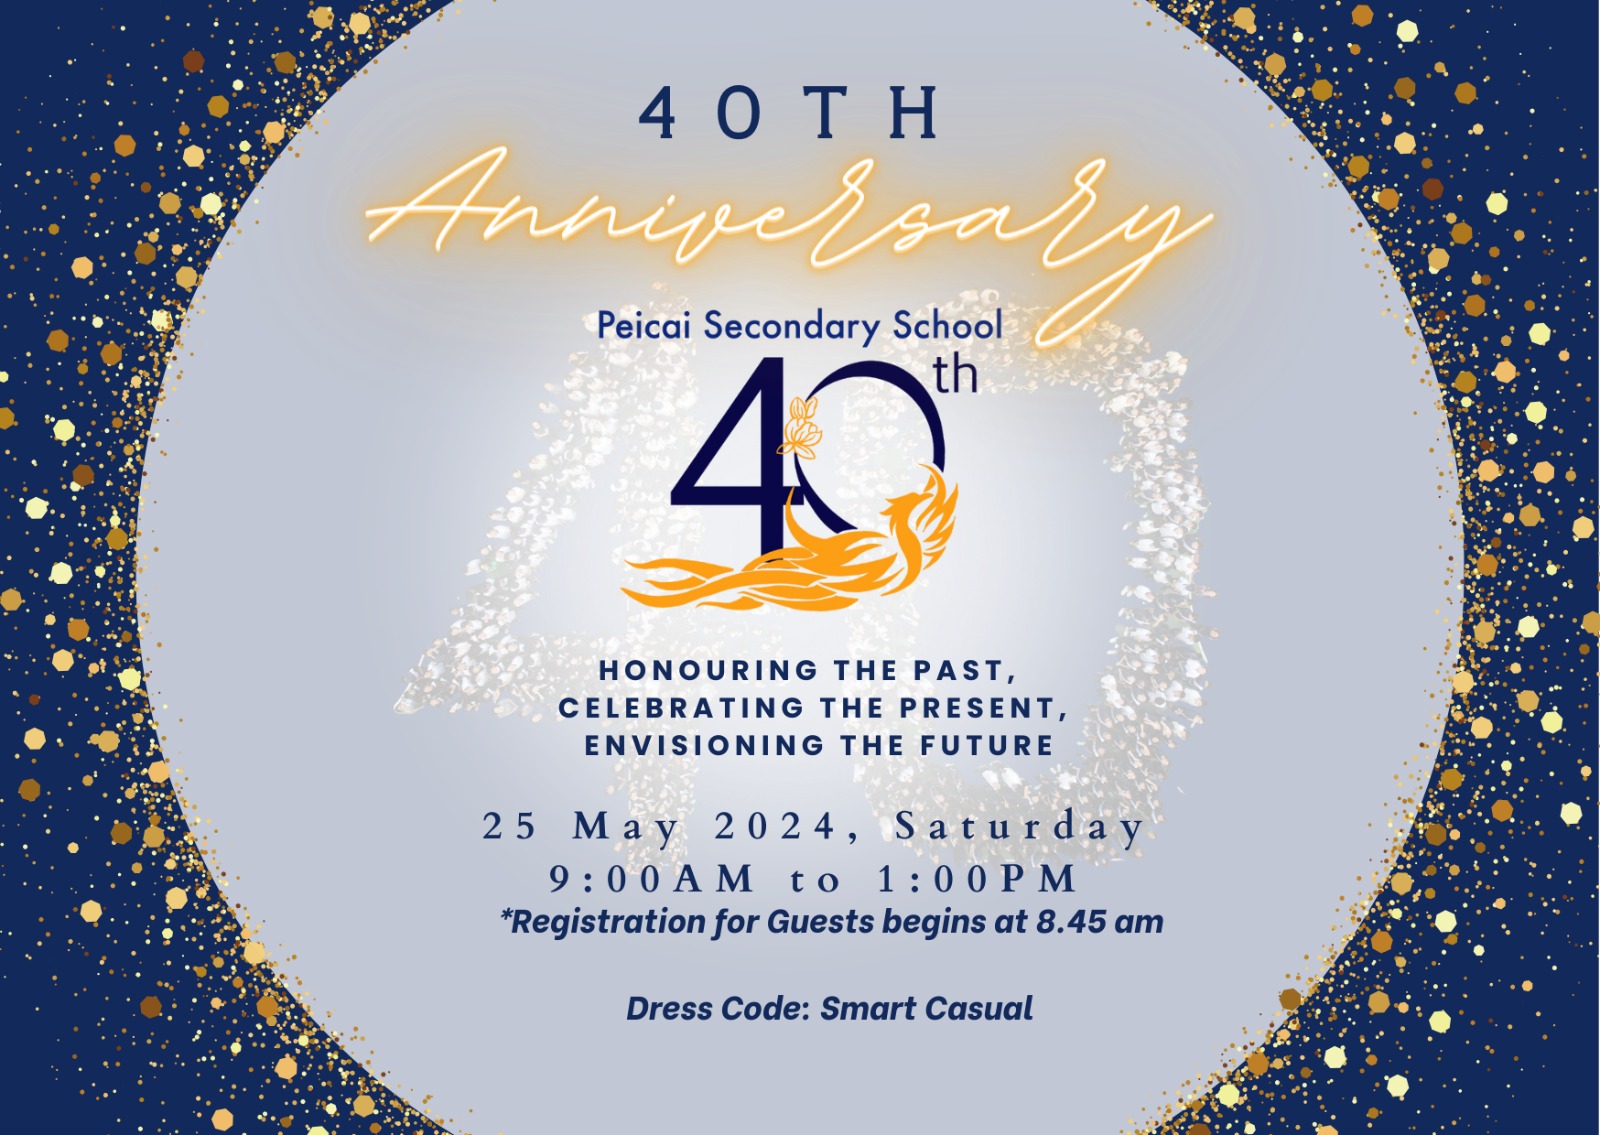 40TH
Anniversary
Peicai Secondary School
40th
HONOURING THE PAST,
CELEBRATING THE PRESENT,
ENVISIONING THE FUTURE
25 May 2024, Saturday
9:00AM to 1:00PM
*Registration for Guests begins at 8.45 am
Dress Code: Smart Casual